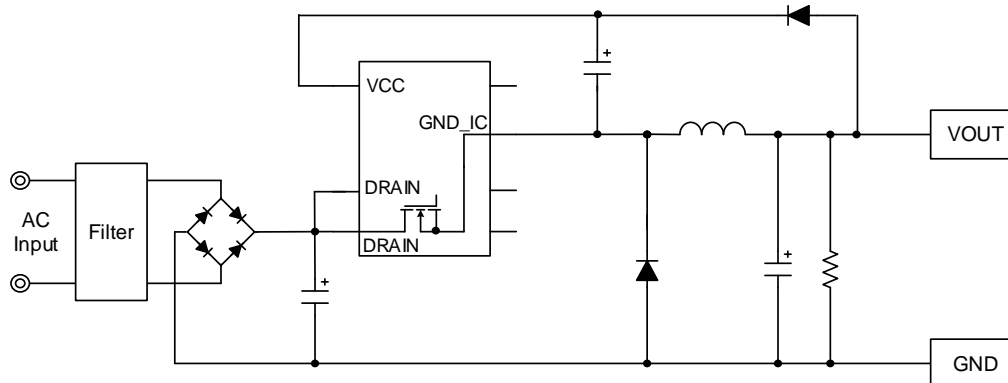 VCC
GND_IC
VOUT
DRAIN
AC
Input
Filter
DRAIN
GND
+
+
+